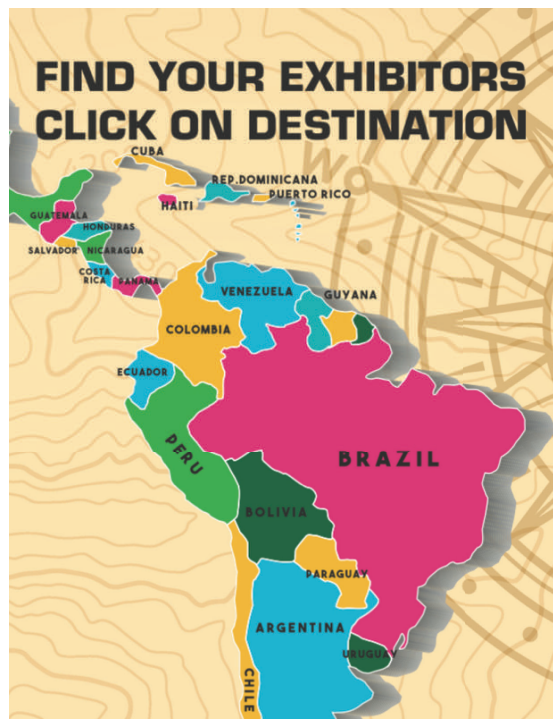 FIND YOUR EXHIBITORS
CLICK ON DESTINATION
CUBA
REP.DOMINICANA
PUERTO RICO
HAITI
GUATEMALA
HONDURAS
SALVADOR
NICARAGUA
COSTA
RICA
PANAMA
VENEZUELA
GUYANA
COLOMBIA
ECUADOR
PERU
BRAZIL
BOLIVIA
PARAGUAY
ARGENTINA
URUGUAY
CHILE